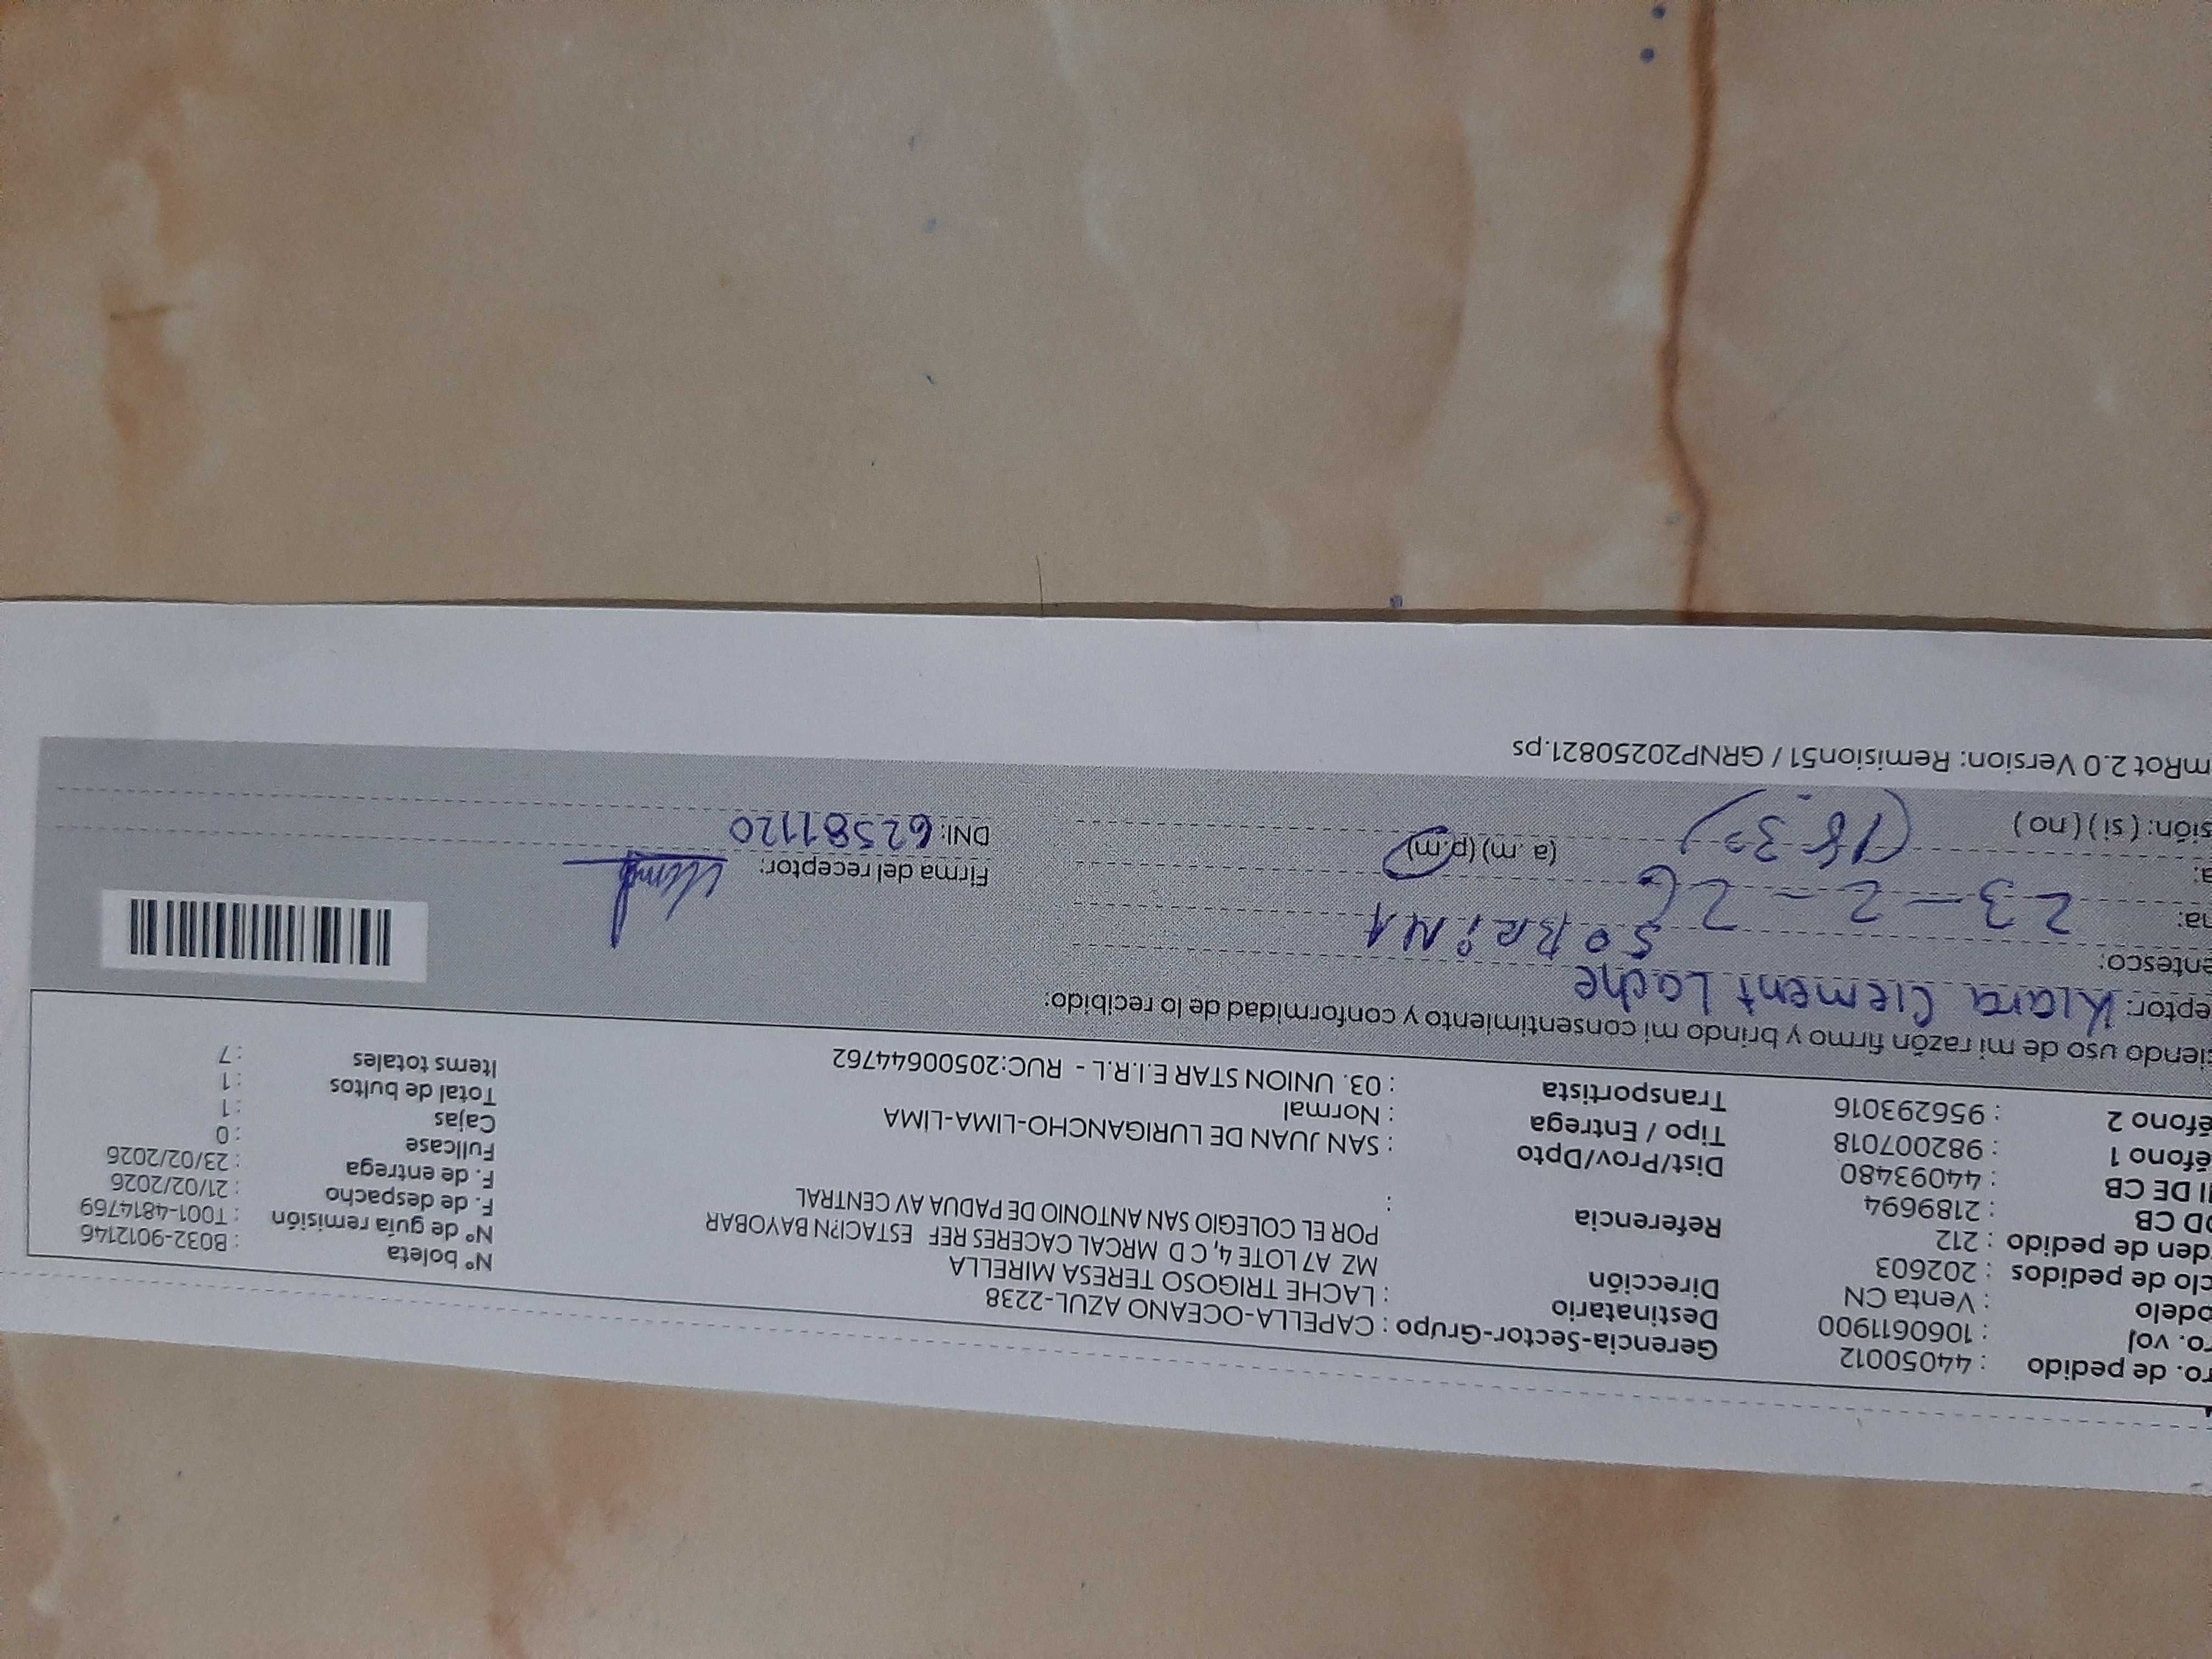 ro. de pedido : 44050012 Gerencia-Sector-Grupo : CAPELLA-OCEANO AZUL-2238 Nº boleta : B032-9012146
ro. vol : 1060611900 Destinatario : LACHE TRIGOSO TERESA MIRELLA Nº de guía remisión : T001-4814769
odelo : Venta CN Dirección MZ A7 LOTE 4, C D MRCAL CACERES REF ESTACI?N BAYOBAR F. de despacho : 21/02/2026
clo de pedidos : 202603 POR EL COLEGIO SAN ANTONIO DE PADUA AV CENTRAL F. de entrega : 23/02/2026
den de pedido : 212 Referencia : Fullcase : 0
OD CB : 2189694 Dist/Prov/Dpto : SAN JUAN DE LURIGANCHO-LIMA-LIMA Cajas : 1
I DE CB : 44093480 Tipo / Entrega : Normal Total de bultos : 1
éfono 1 : 982007018 Transportista : 03. UNION STAR E.I.R.L - RUC:20500644762 Items totales : 7
éfono 2 : 956293016
ciendo uso de mi razón firmo y brindo mi consentimiento y conformidad de lo recibido:
eptor: Klara Clement Lache
entesco: SOBRiNA
na: 23-2-26 Firma del receptor:
a: (18:33) (a. m) (p.m) DNI: 62581120
sión: ( si ) ( no )
mRot 2.0 Version: Remision51 / GRNP20250821.ps